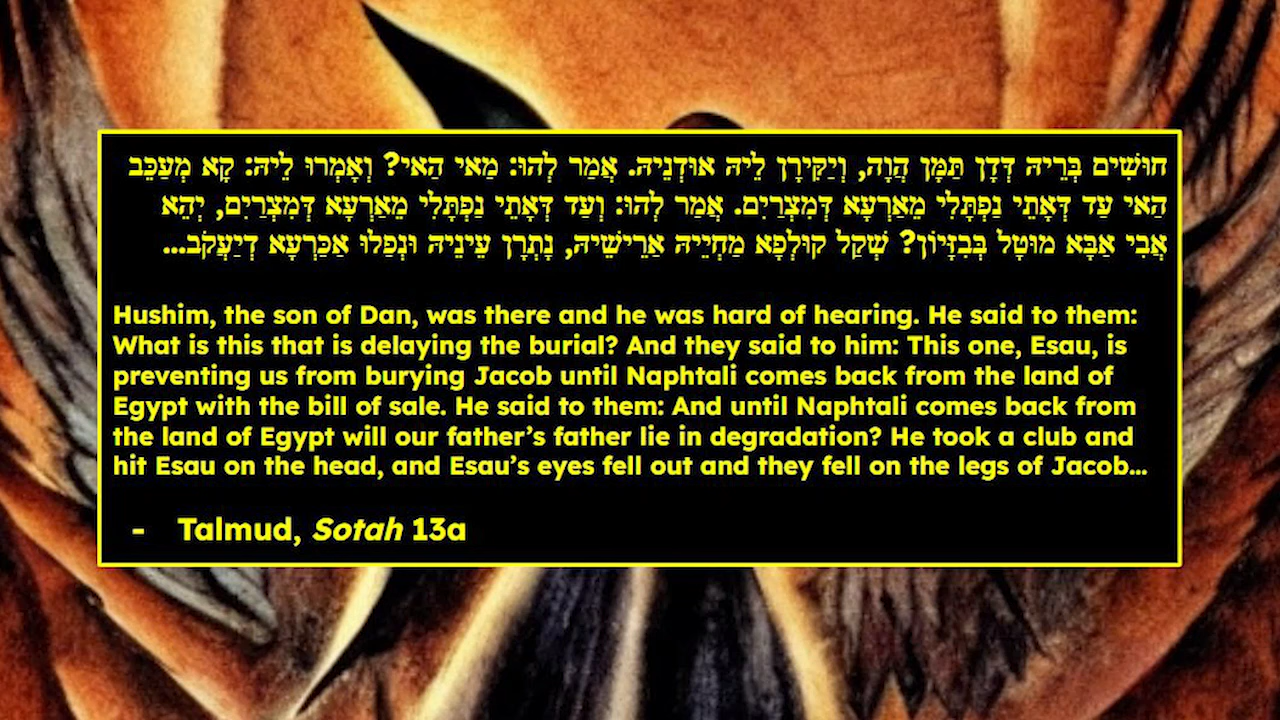 חוּשִׁים בְּרֵיהּ דְּדָן תַּמָּן הֲוָה, וְיַקִּירָן לֵיהּ אוּדְנֵיהּ. אֲמַר לְהוּ: מַאי הַאי? וְאָמְרוּ לֵיהּ: קָא מְעַכֵּב
הַאי עַד דְּאָתֵי נַפְתָּלִי מֵאַרְעָא דְּמִצְרַיִם. אֲמַר לְהוּ: וְעַד דְּאָתֵי נַפְתָּלִי מֵאַרְעָא דְּמִצְרַיִם, יְהֵא
אֲבִי אַבָּא מוּטָל בְּבִזָּיוֹן? שְׁקַל קוּלְפָא מַחְיֵיהּ אַרֵישֵׁיהּ, נָתְרָן עֵינֵיהּ וּנְפַלוּ אַכַּרְעָא דְיַעֲקֹב...
Hushim, the son of Dan, was there and he was hard of hearing. He said to them:
What is this that is delaying the burial? And they said to him: This one, Esau, is
preventing us from burying Jacob until Naphtali comes back from the land of
Egypt with the bill of sale. He said to them: And until Naphtali comes back from
the land of Egypt will our father’s father lie in degradation? He took a club and
hit Esau on the head, and Esau’s eyes fell out and they fell on the legs of Jacob…
- Talmud, Sotah 13a